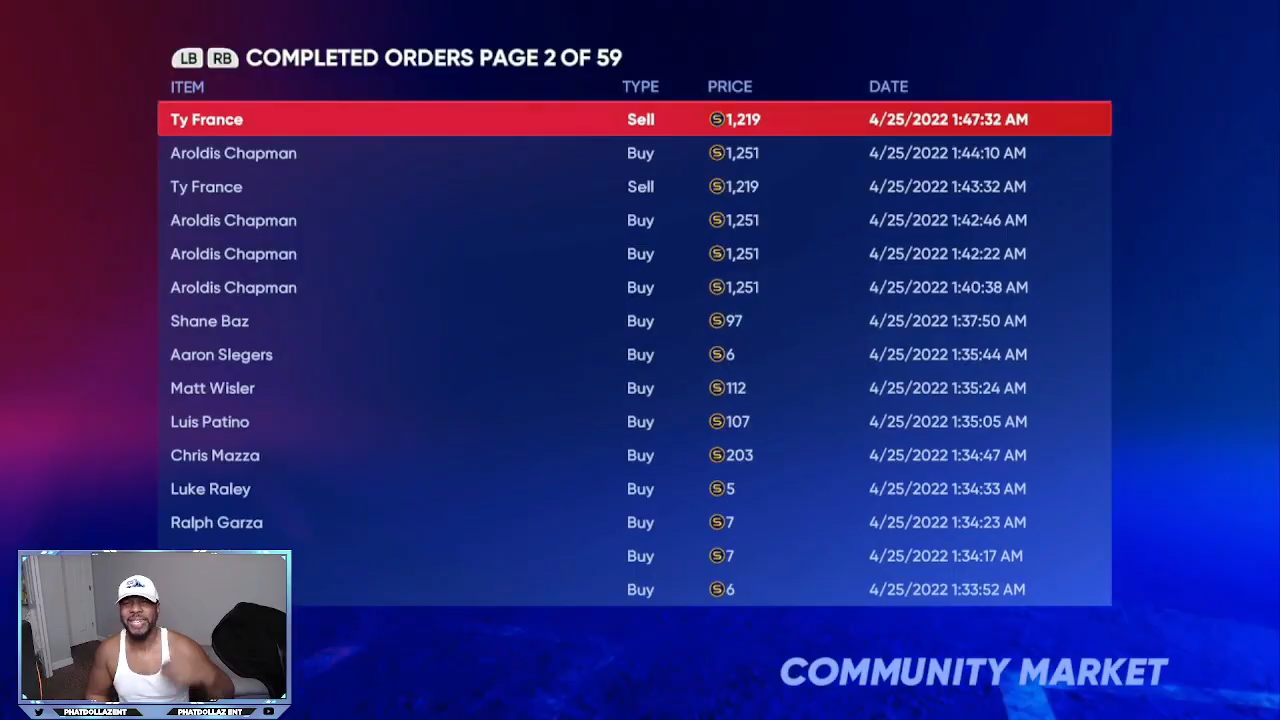 LB RB COMPLETED ORDERS PAGE 2 OF 59
ITEM TYPE PRICE DATE
Ty France Sell S 1,219 4/25/2022 1:47:32 AM
Aroldis Chapman Buy S 1,251 4/25/2022 1:44:10 AM
Ty France Sell S 1,219 4/25/2022 1:43:32 AM
Aroldis Chapman Buy S 1,251 4/25/2022 1:42:46 AM
Aroldis Chapman Buy S 1,251 4/25/2022 1:42:22 AM
Aroldis Chapman Buy S 1,251 4/25/2022 1:40:38 AM
Shane Baz Buy S 97 4/25/2022 1:37:50 AM
Aaron Slegers Buy S 6 4/25/2022 1:35:44 AM
Matt Wisler Buy S 112 4/25/2022 1:35:24 AM
Luis Patino Buy S 107 4/25/2022 1:35:05 AM
Chris Mazza Buy S 203 4/25/2022 1:34:47 AM
Luke Raley Buy S 5 4/25/2022 1:34:33 AM
Ralph Garza Buy S 7 4/25/2022 1:34:23 AM
Buy S 7 4/25/2022 1:34:17 AM
Buy S 6 4/25/2022 1:33:52 AM
COMMUNITY MARKET
PHATDOLLAZENT PHATDOLLAZ ENT